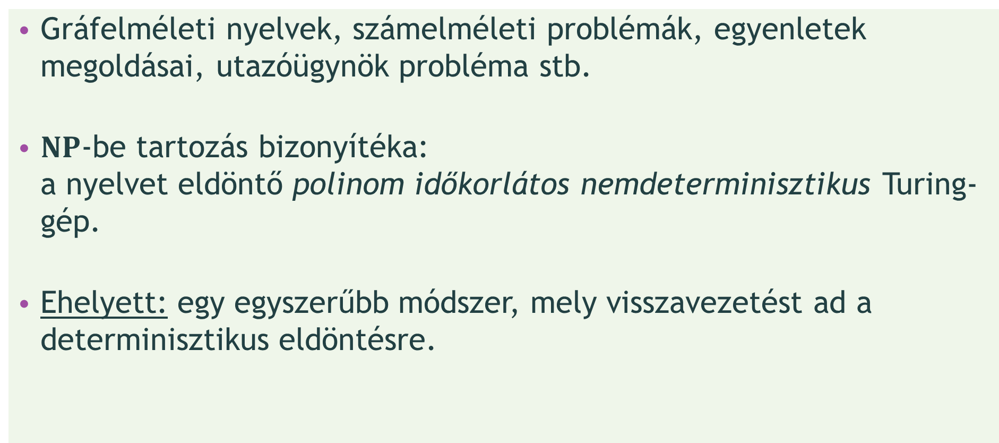 • Gráfelméleti nyelvek, számelméleti problémák, egyenletek
megoldásai, utazóügynök probléma stb.
• NP-be tartozás bizonyítéka:
a nyelvet eldöntő polinom időkorlátos nemdeterminisztikus Turing-
gép.
• Ehelyett: egy egyszerűbb módszer, mely visszavezetést ad a
determinisztikus eldöntésre.